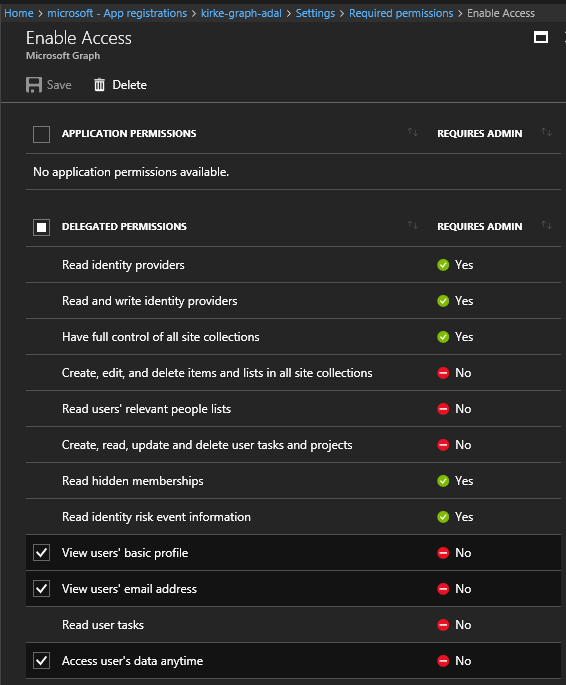 Home > microsoft - App registrations > kirke-graph-adal > Settings > Required permissions > Enable Access
Enable Access
Microsoft Graph
Save Delete
APPLICATION PERMISSIONS REQUIRES ADMIN
No application permissions available.
DELEGATED PERMISSIONS REQUIRES ADMIN
Read identity providers Yes
Read and write identity providers Yes
Have full control of all site collections Yes
Create, edit, and delete items and lists in all site collections No
Read users' relevant people lists No
Create, read, update and delete user tasks and projects No
Read hidden memberships Yes
Read identity risk event information Yes
View users' basic profile No
View users' email address No
Read user tasks No
Access user's data anytime No